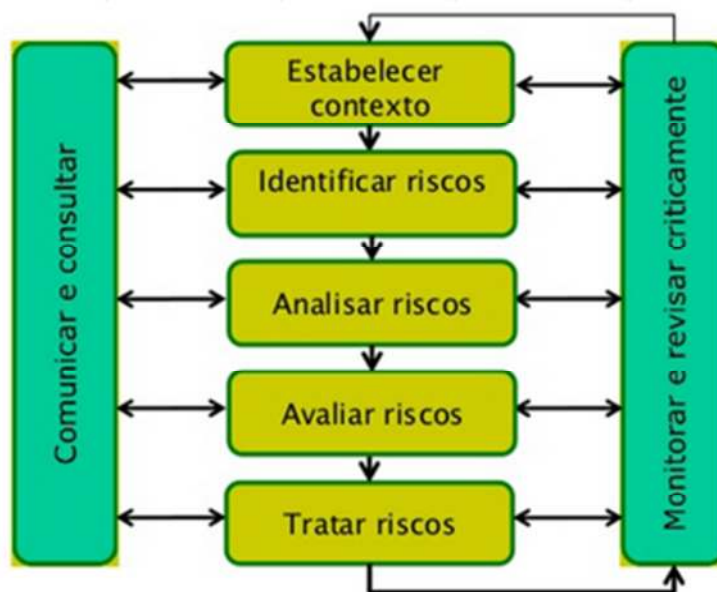 Comunicar e consultar
Estabelecer
contexto
Identificar riscos
Analisar riscos
Avaliar riscos
Tratar riscos
Monitorar e revisar criticamente